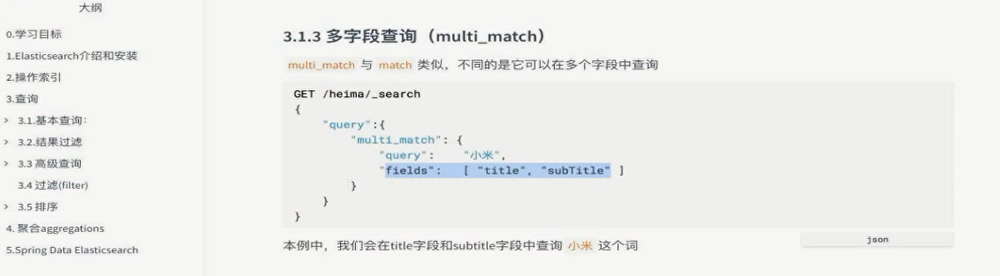 大纲
0.学习目标
1.Elasticsearch介绍和安装
2.操作索引
3.查询
3.1.基本查询：
3.2.结果过滤
3.3 高级查询
3.4 过滤(filter)
3.5 排序
4. 聚合aggregations
5.Spring Data Elasticsearch
3.1.3 多字段查询（multi_match）
multi_match 与 match 类似，不同的是它可以在多个字段中查询
GET /heima/_search
{
    "query":{
        "multi_match": {
            "query":    "小米",
            "fields":   [ "title", "subTitle" ]
        }
    }
}
json
本例中，我们会在title字段和subtitle字段中查询 小米 这个词